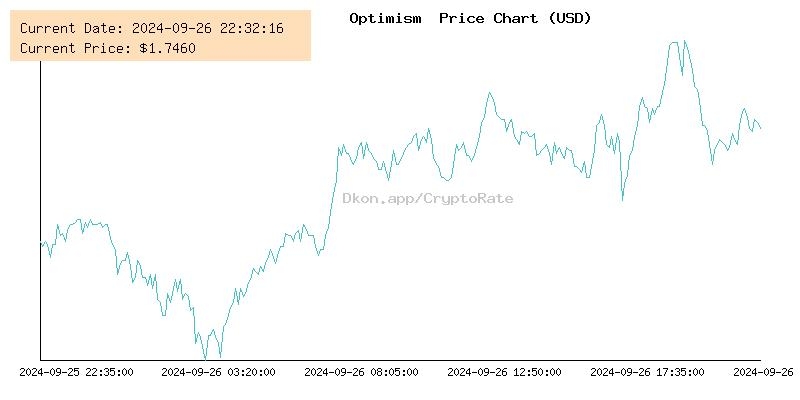 Optimism  Price Chart (USD)
Current Date: 2024-09-26 22:32:16
Current Price: $1.7460
Dkon.app/CryptoRate
2024-09-25 22:35:00 2024-09-26 03:20:00 2024-09-26 08:05:00 2024-09-26 12:50:00 2024-09-26 17:35:00 2024-09-26